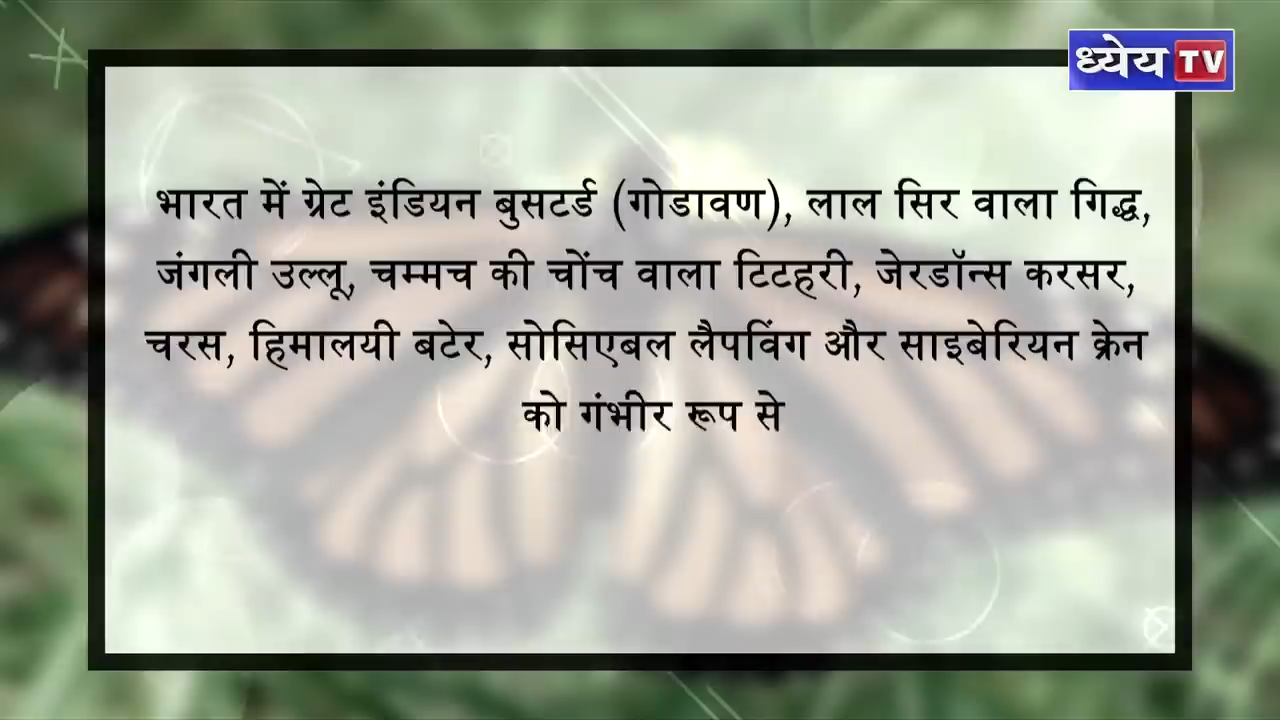 ध्येय TV
भारत में ग्रेट इंडियन बुसटर्ड (गोडावण), लाल सिर वाला गिद्ध,
जंगली उल्लू, चम्मच की चोंच वाला टिटहरी, जेरडॉन्स करसर,
चरस, हिमालयी बटेर, सोसिएबल लैपविंग और साइबेरियन क्रेन
को गंभीर रूप से